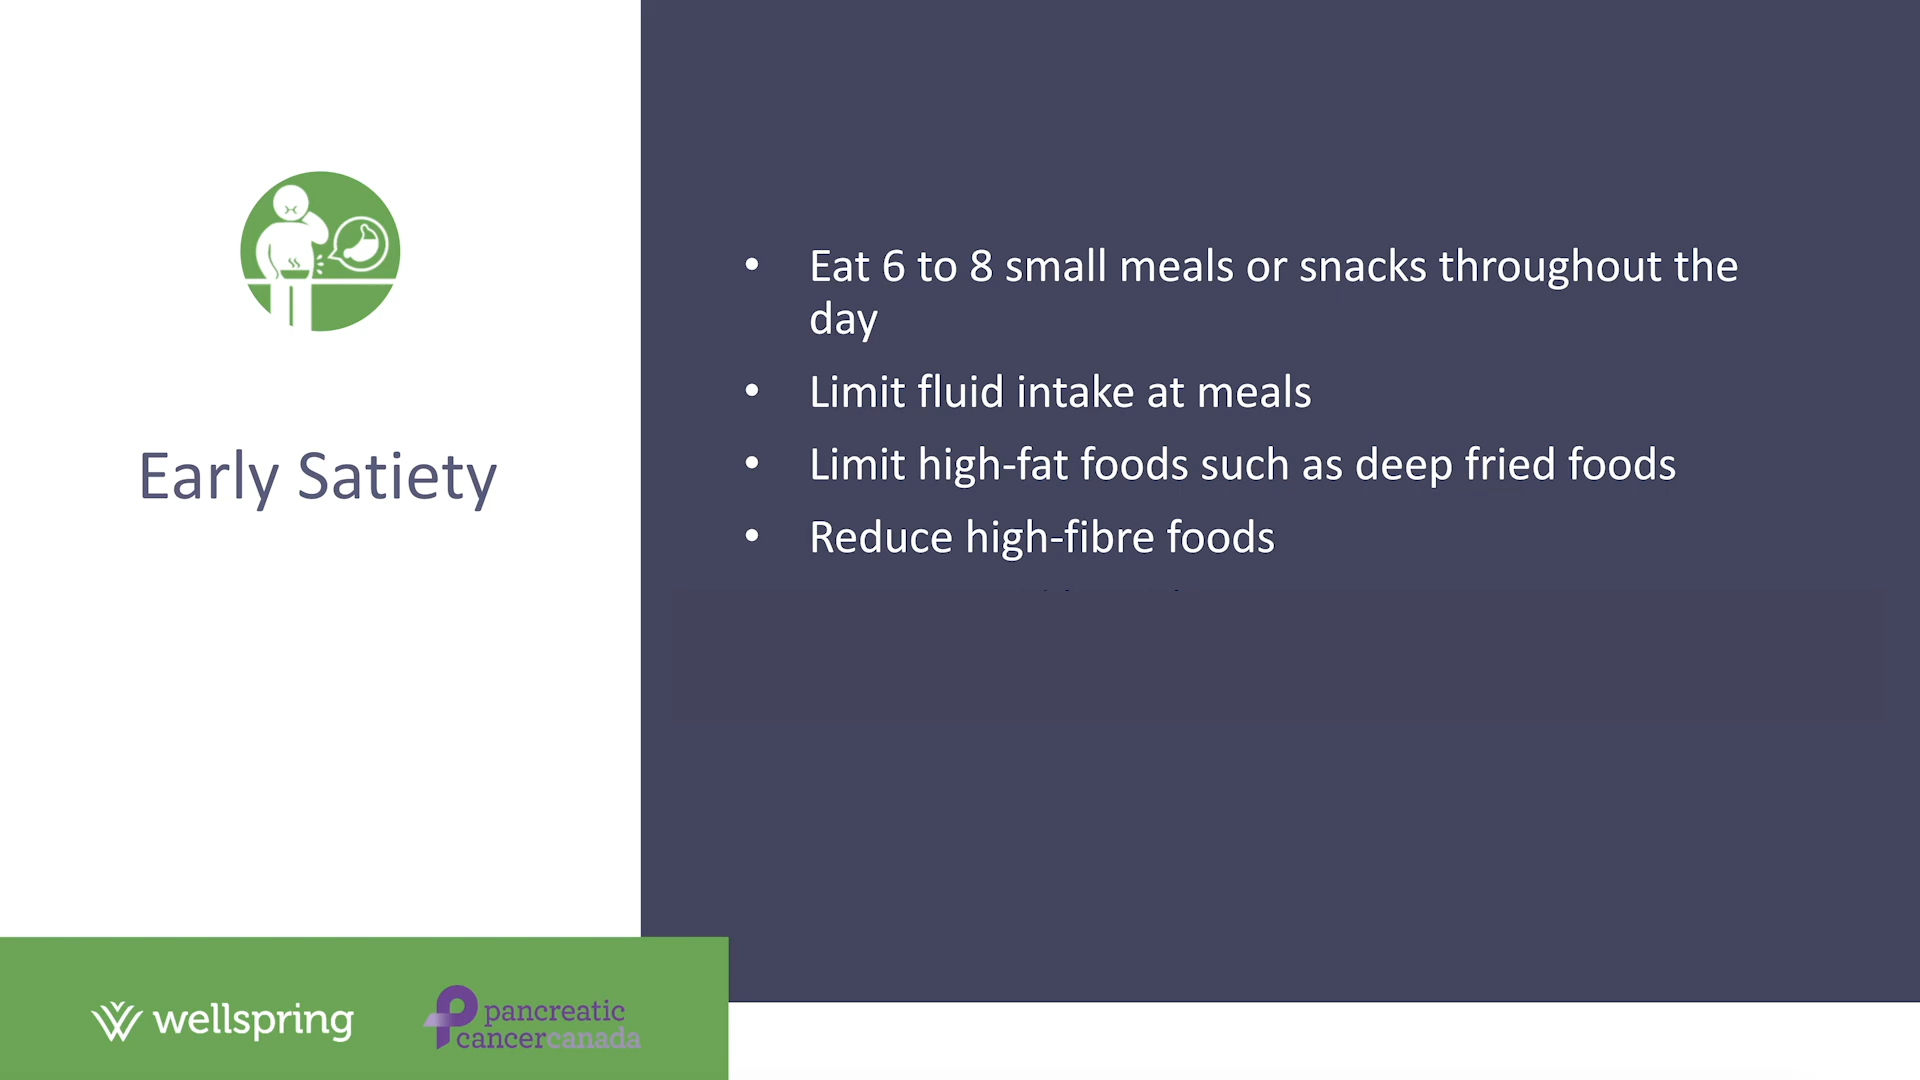 Early Satiety
• Eat 6 to 8 small meals or snacks throughout the
day
• Limit fluid intake at meals
• Limit high-fat foods such as deep fried foods
• Reduce high-fibre foods
wellspring
pancreatic
cancercanada